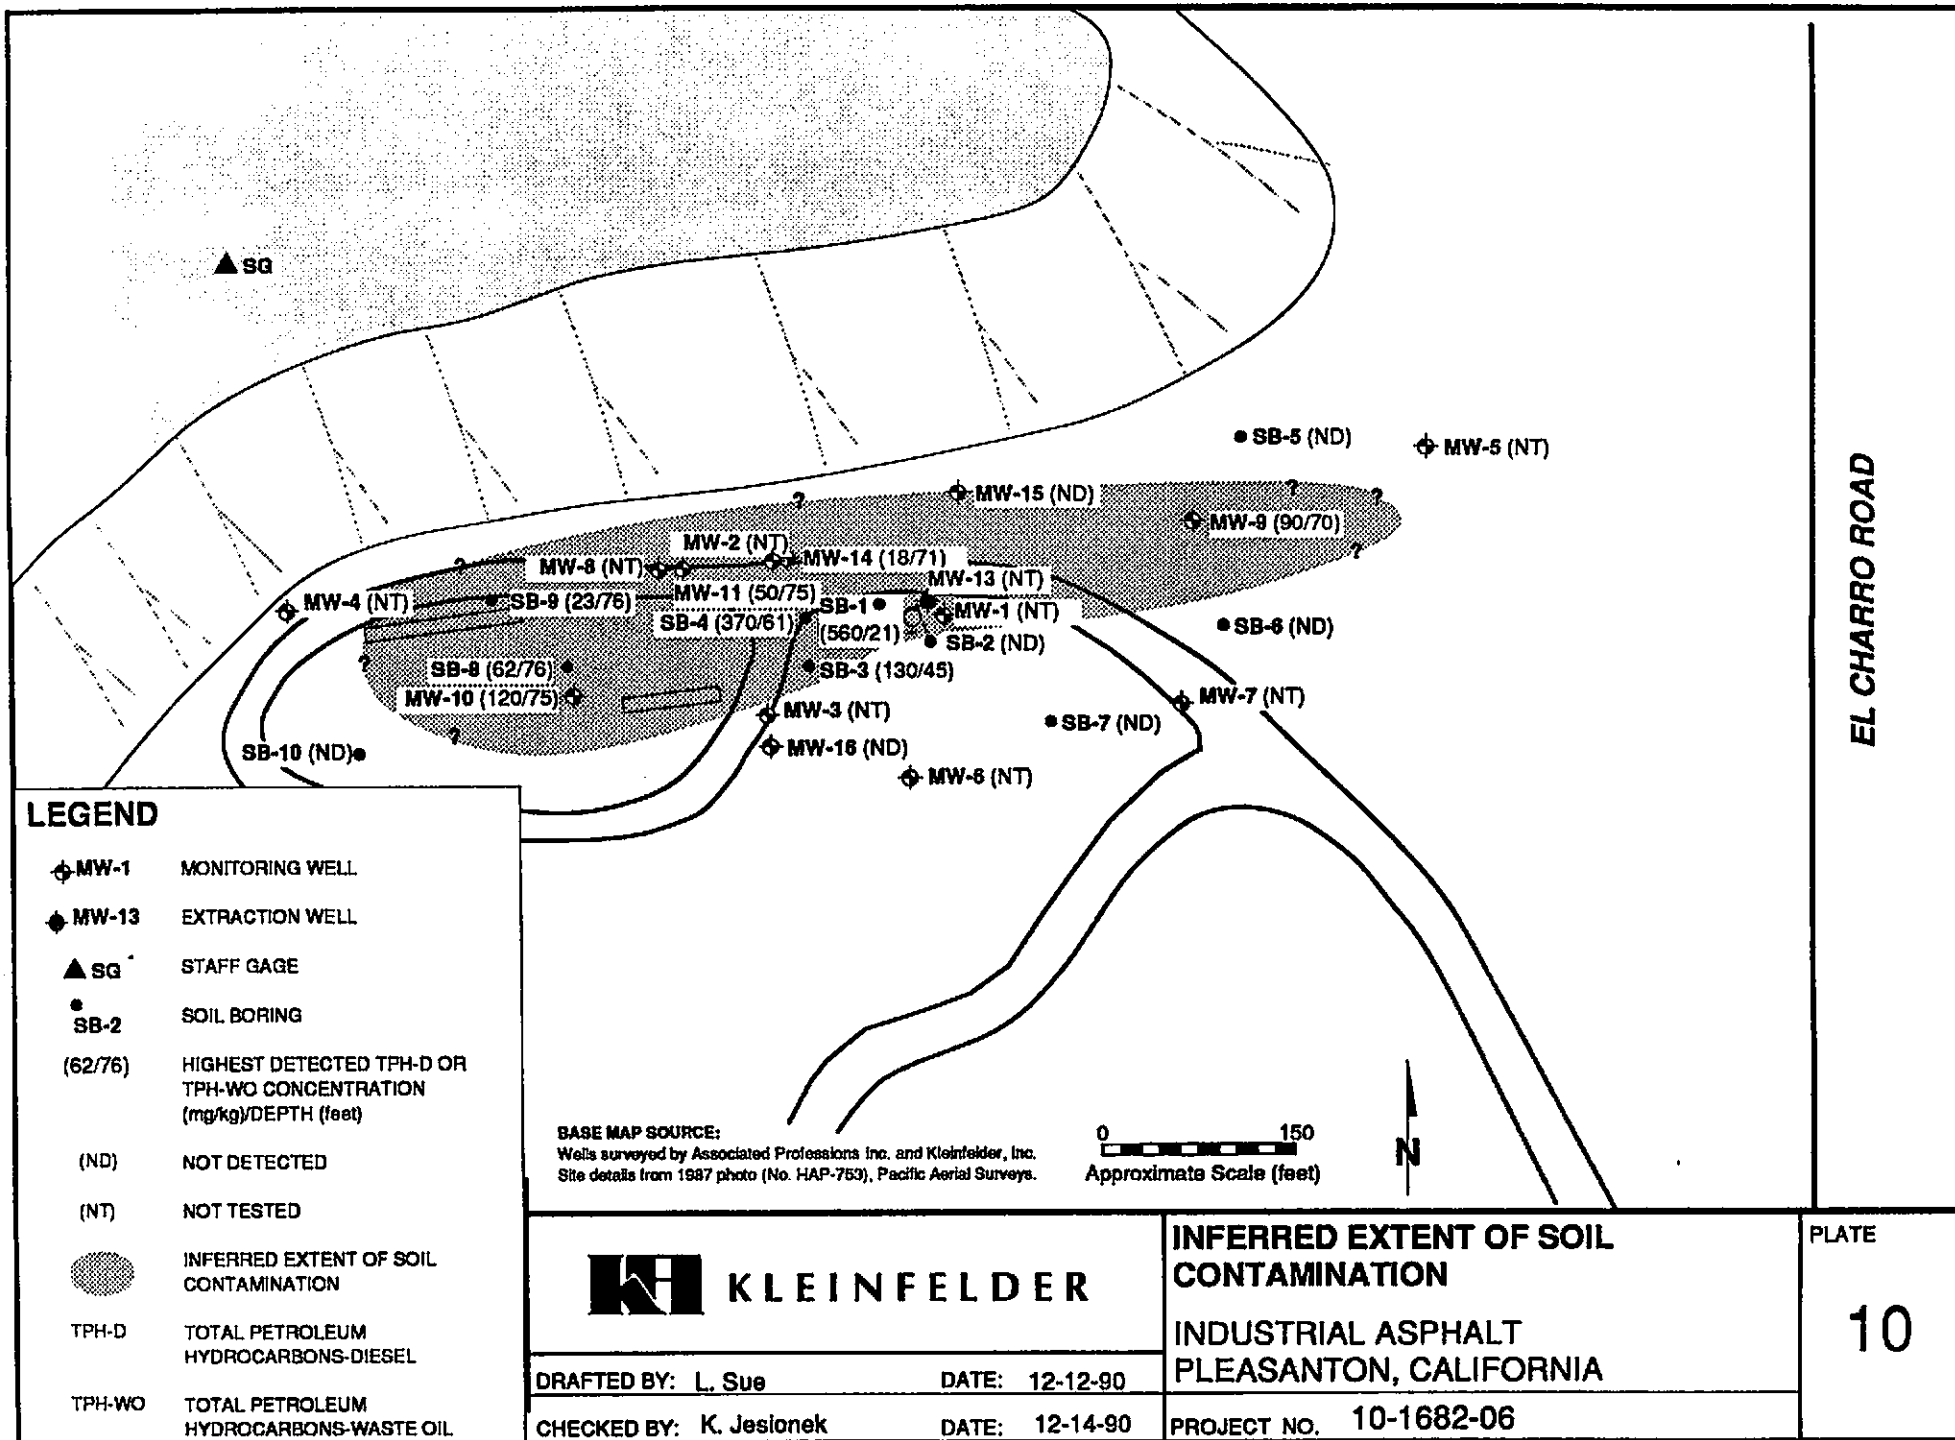 SG
SB-5 (ND)
MW-5 (NT)
?
?
?
MW-15 (ND)
MW-9 (90/70)
MW-2 (NT)
?
?
MW-8 (NT)
MW-14 (18/71)
MW-13 (NT)
MW-4 (NT)
SB-9 (23/76)
MW-11 (50/75)
SB-1
MW-1 (NT)
SB-4 (370/61)
(560/21)
SB-2 (ND)
SB-6 (ND)
?
SB-8 (62/76)
SB-3 (130/45)
MW-10 (120/75)
MW-7 (NT)
MW-3 (NT)
SB-7 (ND)
?
SB-10 (ND)
MW-16 (ND)
MW-6 (NT)
EL CHARRO ROAD
LEGEND
MW-1 MONITORING WELL
MW-13 EXTRACTION WELL
SG STAFF GAGE
SB-2 SOIL BORING
(62/76) HIGHEST DETECTED TPH-D OR
TPH-WO CONCENTRATION
(mg/kg)/DEPTH (feet)
(ND) NOT DETECTED
(NT) NOT TESTED
INFERRED EXTENT OF SOIL
CONTAMINATION
TPH-D TOTAL PETROLEUM
HYDROCARBONS-DIESEL
TPH-WO TOTAL PETROLEUM
HYDROCARBONS-WASTE OIL
BASE MAP SOURCE:
Wells surveyed by Associated Professions Inc. and Kleinfelder, Inc.
Site details from 1987 photo (No. HAP-753), Pacific Aerial Surveys.
0 150
Approximate Scale (feet)
N
KH KLEINFELDER
DRAFTED BY: L. Sue DATE: 12-12-90
CHECKED BY: K. Jesionek DATE: 12-14-90
INFERRED EXTENT OF SOIL
CONTAMINATION
INDUSTRIAL ASPHALT
PLEASANTON, CALIFORNIA
PROJECT NO. 10-1682-06
PLATE
10